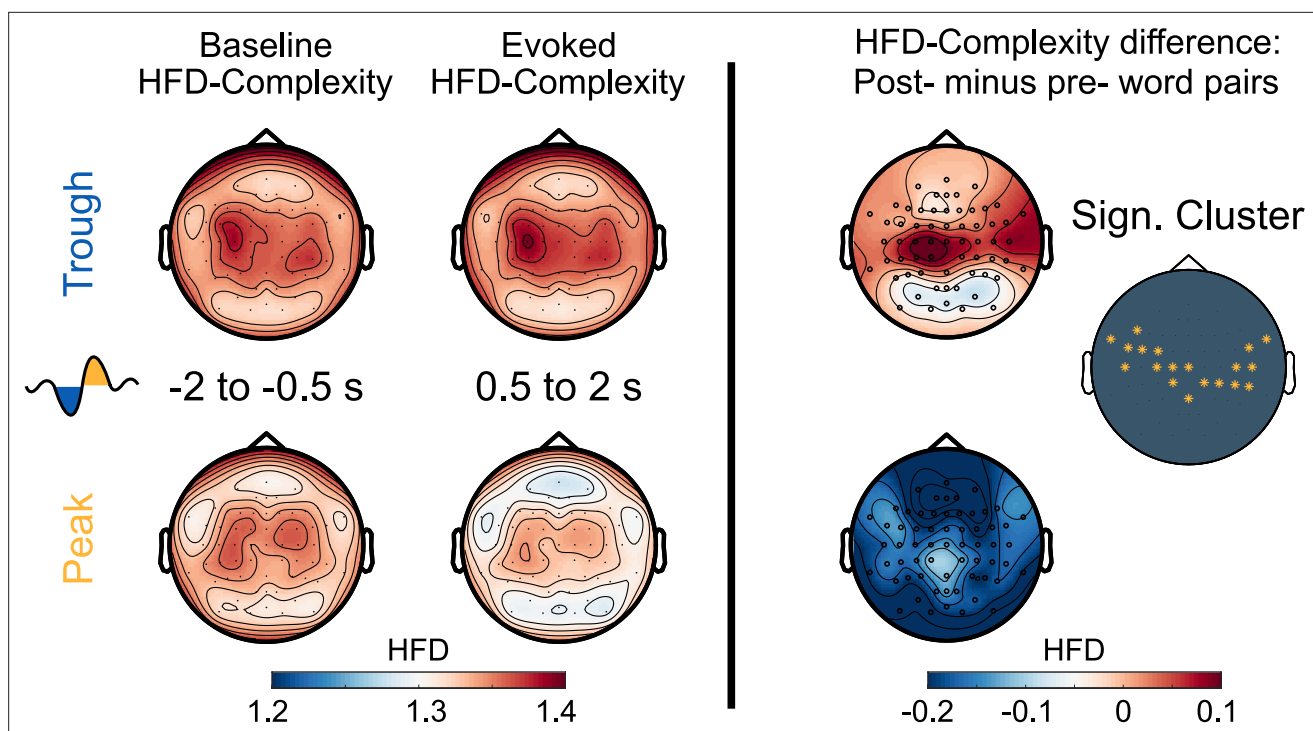 Baseline
HFD-Complexity
Evoked
HFD-Complexity
HFD-Complexity difference:
Post- minus pre- word pairs
Trough
Sign. Cluster
-2 to -0.5 s
0.5 to 2 s
Peak
HFD
1.2 1.3 1.4
HFD
-0.2 -0.1 0 0.1